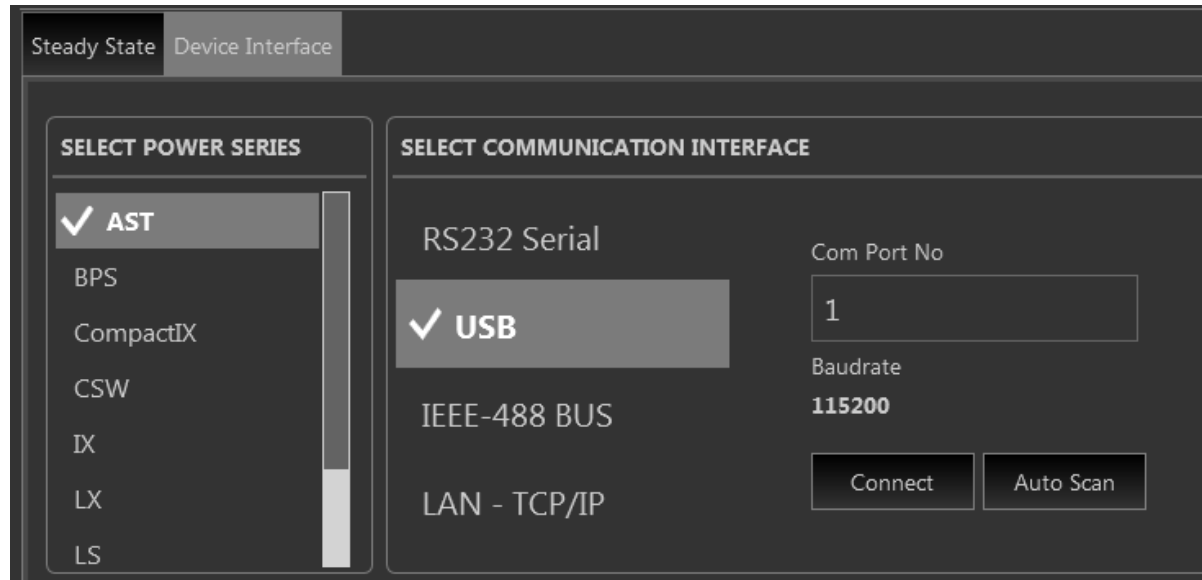 Steady State
Device Interface
SELECT POWER SERIES
AST
BPS
CompactIX
CSW
IX
LX
LS
SELECT COMMUNICATION INTERFACE
RS232 Serial
USB
IEEE-488 BUS
LAN - TCP/IP
Com Port No
1
Baudrate
115200
Connect
Auto Scan